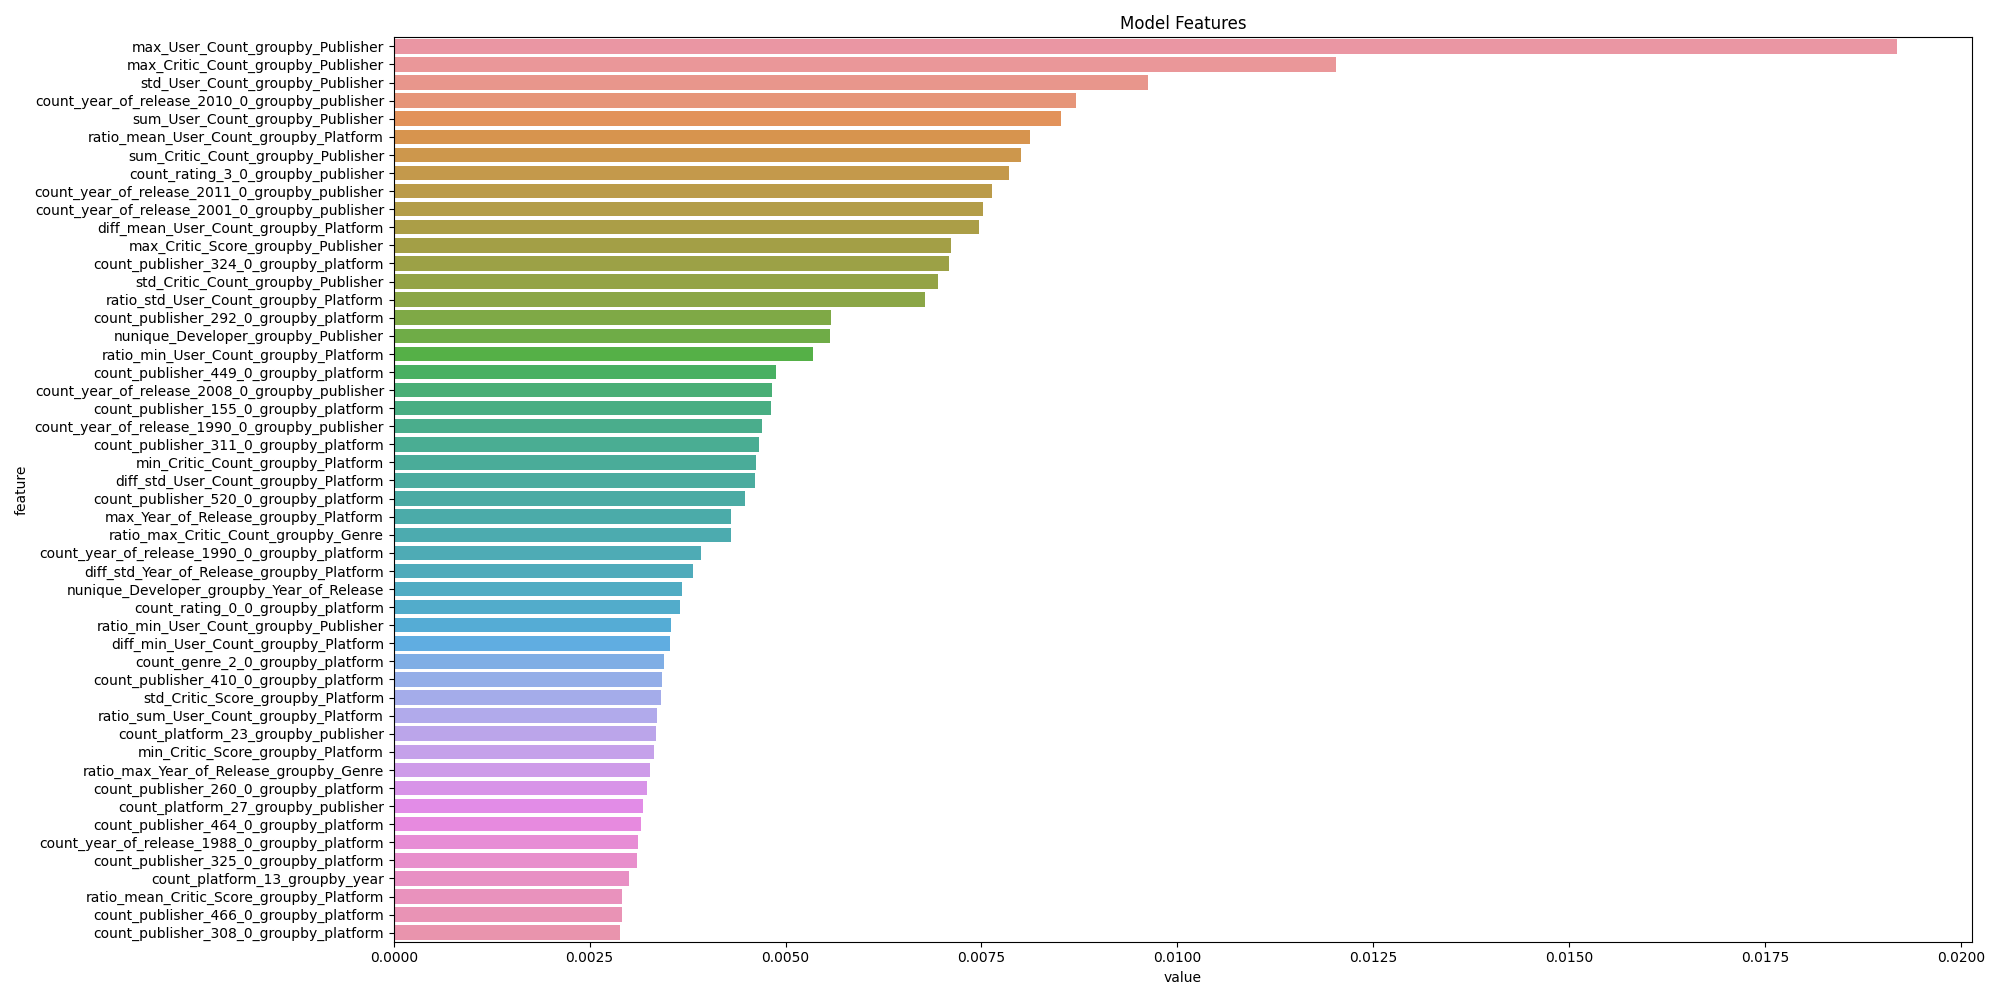 Model Features
feature
max_User_Count_groupby_Publisher
max_Critic_Count_groupby_Publisher
std_User_Count_groupby_Publisher
count_year_of_release_2010_0_groupby_publisher
sum_User_Count_groupby_Publisher
ratio_mean_User_Count_groupby_Platform
sum_Critic_Count_groupby_Publisher
count_rating_3_0_groupby_publisher
count_year_of_release_2011_0_groupby_publisher
count_year_of_release_2001_0_groupby_publisher
diff_mean_User_Count_groupby_Platform
max_Critic_Score_groupby_Publisher
count_publisher_324_0_groupby_platform
std_Critic_Count_groupby_Publisher
ratio_std_User_Count_groupby_Platform
count_publisher_292_0_groupby_platform
nunique_Developer_groupby_Publisher
ratio_min_User_Count_groupby_Platform
count_publisher_449_0_groupby_platform
count_year_of_release_2008_0_groupby_publisher
count_publisher_155_0_groupby_platform
count_year_of_release_1990_0_groupby_publisher
count_publisher_311_0_groupby_platform
min_Critic_Count_groupby_Platform
diff_std_User_Count_groupby_Platform
count_publisher_520_0_groupby_platform
max_Year_of_Release_groupby_Platform
ratio_max_Critic_Count_groupby_Genre
count_year_of_release_1990_0_groupby_platform
diff_std_Year_of_Release_groupby_Platform
nunique_Developer_groupby_Year_of_Release
count_rating_0_0_groupby_platform
ratio_min_User_Count_groupby_Publisher
diff_min_User_Count_groupby_Platform
count_genre_2_0_groupby_platform
count_publisher_410_0_groupby_platform
std_Critic_Score_groupby_Platform
ratio_sum_User_Count_groupby_Platform
count_platform_23_groupby_publisher
min_Critic_Score_groupby_Platform
ratio_max_Year_of_Release_groupby_Genre
count_publisher_260_0_groupby_platform
count_platform_27_groupby_publisher
count_publisher_464_0_groupby_platform
count_year_of_release_1988_0_groupby_platform
count_publisher_325_0_groupby_platform
count_platform_13_groupby_year
ratio_mean_Critic_Score_groupby_Platform
count_publisher_466_0_groupby_platform
count_publisher_308_0_groupby_platform
0.0000 0.0025 0.0050 0.0075 0.0100 0.0125 0.0150 0.0175 0.0200
value